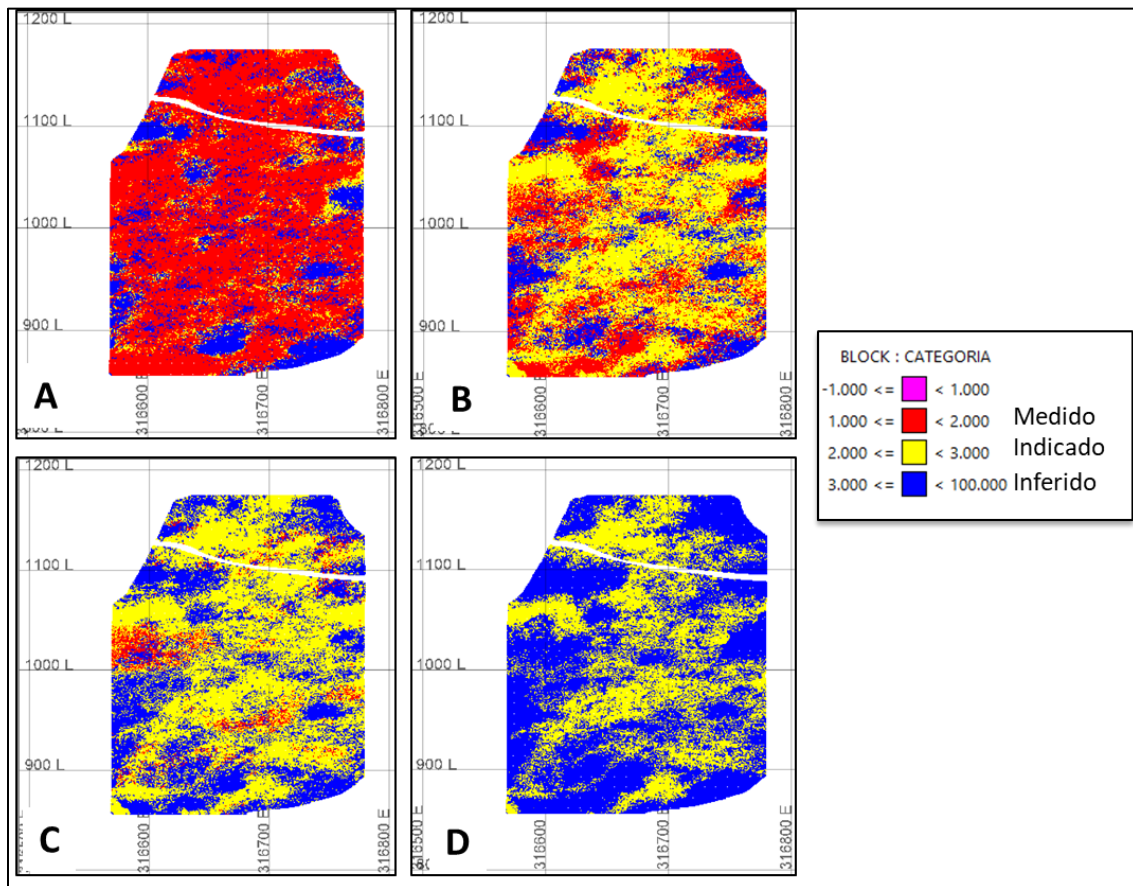 1200 L
1100 L
1000 L
900 L
316600 E
316700 E
316800 E
A
1200 L
1100 L
1000 L
900 L
316500 E
316600 E
316700 E
316800 E
B
1200 L
1100 L
1000 L
900 L
316600 E
316700 E
316800 E
C
1200 L
1100 L
1000 L
900 L
316500 E
316600 E
316700 E
316800 E
D
BLOCK : CATEGORIA
-1.000 <= < 1.000
1.000 <= < 2.000 Medido
2.000 <= < 3.000 Indicado
3.000 <= < 100.000 Inferido